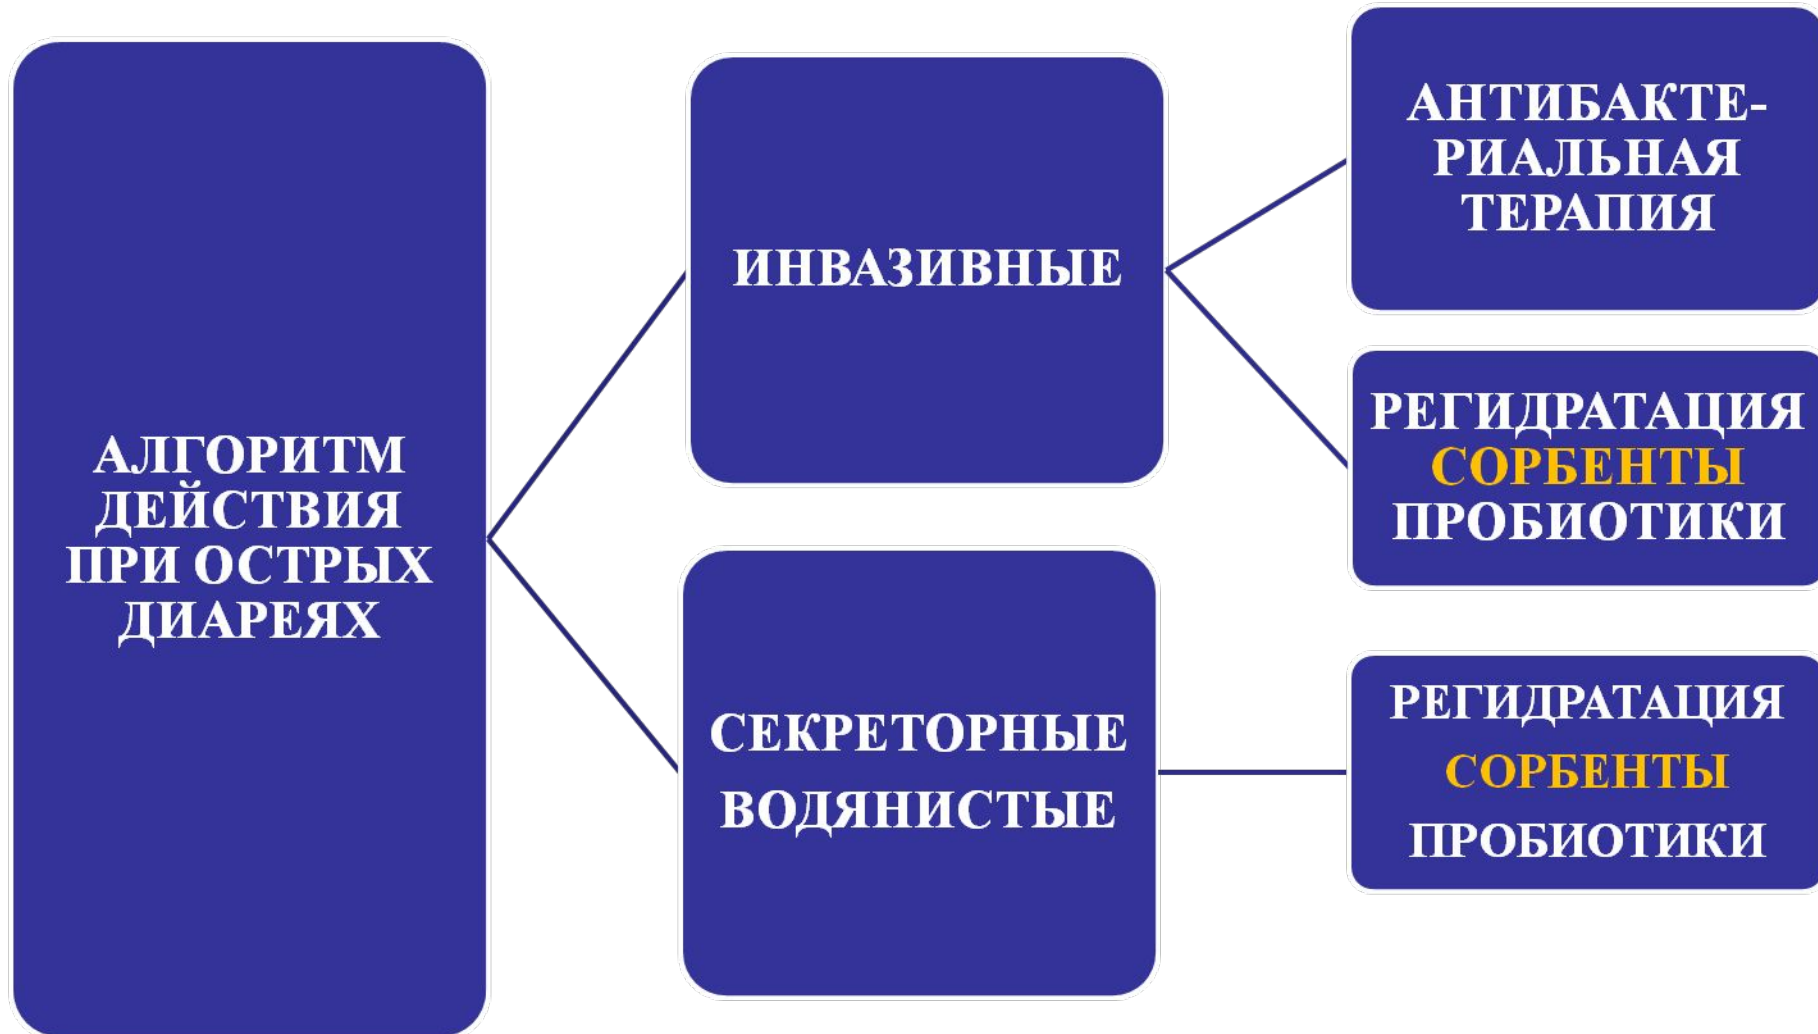 АЛГОРИТМ
ДЕЙСТВИЯ
ПРИ ОСТРЫХ
ДИАРЕЯХ
ИНВАЗИВНЫЕ
АНТИБАКТЕ-
РИАЛЬНАЯ
ТЕРАПИЯ
РЕГИДРАТАЦИЯ
СОРБЕНТЫ
ПРОБИОТИКИ
СЕКРЕТОРНЫЕ
ВОДЯНИСТЫЕ
РЕГИДРАТАЦИЯ
СОРБЕНТЫ
ПРОБИОТИКИ